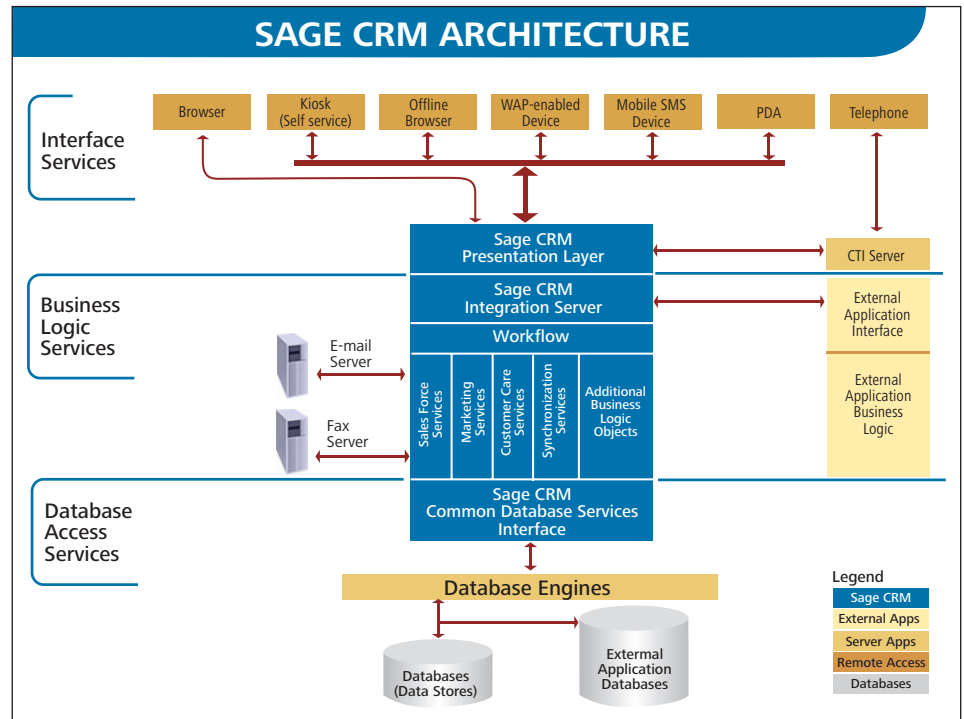 SAGE CRM ARCHITECTURE
Interface
Services
Browser
Kiosk
(Self service)
Offline
Browser
WAP-enabled
Device
Mobile SMS
Device
PDA
Telephone
Sage CRM
Presentation Layer
CTI Server
Business
Logic
Services
Sage CRM
Integration Server
External
Application
Interface
Workflow
E-mail
Server
Fax
Server
Sales Force
Services
Marketing
Services
Customer Care
Services
Synchronization
Services
Additional
Business
Logic
Objects
External
Application
Business
Logic
Database
Access
Services
Sage CRM
Common Database Services
Interface
Database Engines
Databases
(Data Stores)
Extermal
Application
Databases
Legend
Sage CRM
External Apps
Server Apps
Remote Access
Databases